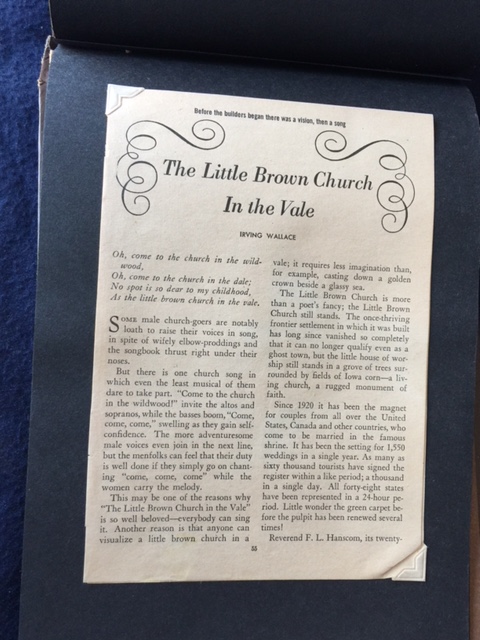 Before the builders began there was a vision, then a song
The Little Brown Church
In the Vale
IRVING WALLACE
Oh, come to the church in the wild-
wood,
Oh, come to the church in the dale;
No spot is so dear to my childhood,
As the little brown church in the vale.
SOME male church-goers are notably
loath to raise their voices in song,
in spite of wifely elbow-proddings and
the songbook thrust right under their
noses.
But there is one church song in
which even the least musical of them
dare to take part. "Come to the church
in the wildwood!" invite the altos and
sopranos, while the basses boom, "Come,
come, come," swelling as they gain self-
confidence. The more adventuresome
male voices even join in the next line,
but the menfolks can feel that their duty
is well done if they simply go on chant-
ing "come, come, come" while the
women carry the melody.
This may be one of the reasons why
"The Little Brown Church in the Vale"
is so well beloved—everybody can sing
it. Another reason is that anyone can
visualize a little brown church in a
vale; it requires less imagination than,
for example, casting down a golden
crown beside a glassy sea.
The Little Brown Church is more
than a poet's fancy; the Little Brown
Church still stands. The once-thriving
frontier settlement in which it was built
has long since vanished so completely
that it can no longer qualify even as a
ghost town, but the little house of wor-
ship still stands in a grove of trees sur-
rounded by fields of Iowa corn—a liv-
ing church, a rugged monument of
faith.
Since 1920 it has been the magnet
for couples from all over the United
States, Canada and other countries, who
come to be married in the famous
shrine. It has been the setting for 1,550
weddings in a single year. As many as
sixty thousand tourists have signed the
register within a like period; a thousand
in a single day. All forty-eight states
have been represented in a 24-hour pe-
riod. Little wonder the green carpet be-
fore the pulpit has been renewed several
times!
Reverend F. L. Hanscom, its twenty-
55